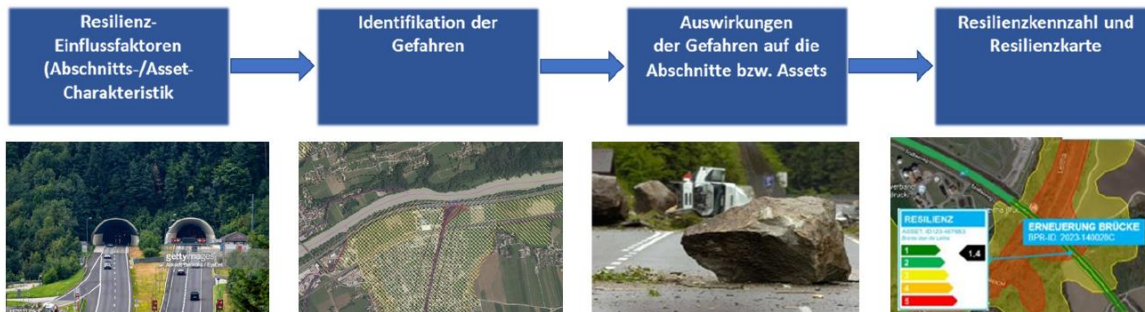 Resilienz-
Einflussfaktoren
(Abschnitts-/Asset-
Charakteristik
Identifikation der
Gefahren
Auswirkungen
der Gefahren auf die
Abschnitte bzw. Assets
Resilienzkennzahl und
Resilienzkarte
gettyimages
RESILIENZ
1
2
3
4
5
1,4
ERNEUERUNG BRÜCKE
BPR-ID: 2023-140028C